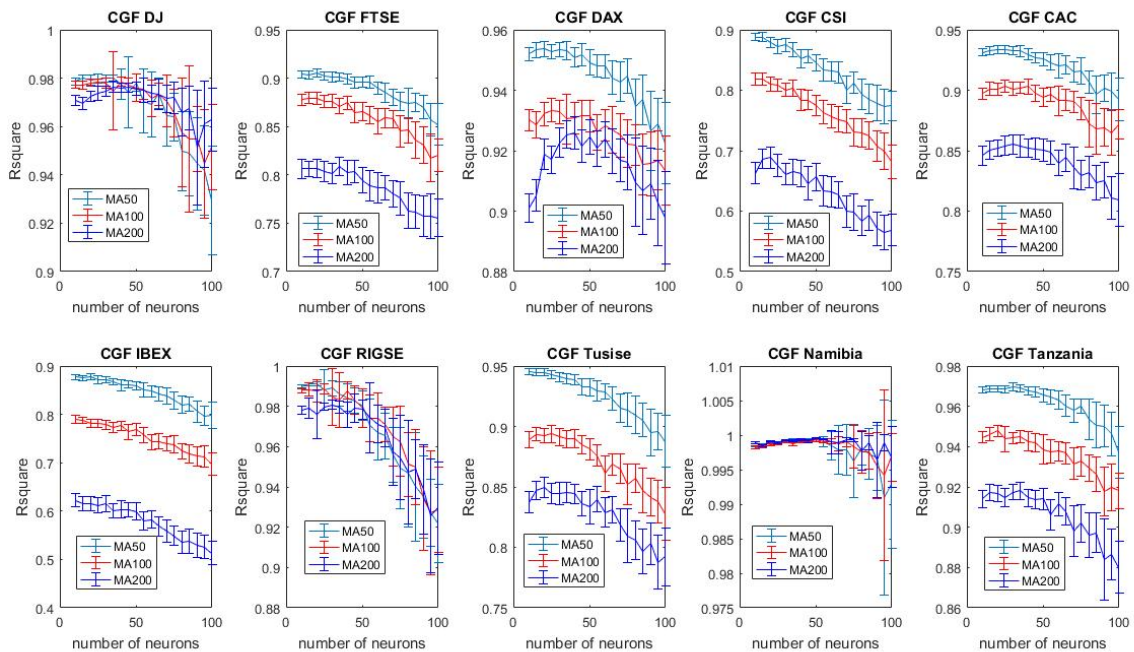 CGF DJ
1
0.98
0.96
0.94
0.92
0.9
Rsquare
MA50
MA100
MA200
0 50 100
number of neurons
CGF FTSE
0.95
0.9
0.85
0.8
0.75
0.7
Rsquare
MA50
MA100
MA200
0 50 100
number of neurons
CGF DAX
0.96
0.94
0.92
0.9
0.88
Rsquare
MA50
MA100
MA200
0 50 100
number of neurons
CGF CSI
0.9
0.8
0.7
0.6
0.5
Rsquare
MA50
MA100
MA200
0 50 100
number of neurons
CGF CAC
0.95
0.9
0.85
0.8
0.75
Rsquare
MA50
MA100
MA200
0 50 100
number of neurons
CGF IBEX
0.9
0.8
0.7
0.6
0.5
0.4
Rsquare
MA50
MA100
MA200
0 50 100
number of neurons
CGF RIGSE
1
0.98
0.96
0.94
0.92
0.9
0.88
Rsquare
MA50
MA100
MA200
0 50 100
number of neurons
CGF Tusise
0.95
0.9
0.85
0.8
0.75
Rsquare
MA50
MA100
MA200
0 50 100
number of neurons
CGF Namibia
1.01
1.005
1
0.995
0.99
0.985
0.98
0.975
Rsquare
MA50
MA100
MA200
0 50 100
number of neurons
CGF Tanzania
0.98
0.96
0.94
0.92
0.9
0.88
0.86
Rsquare
MA50
MA100
MA200
0 50 100
number of neurons